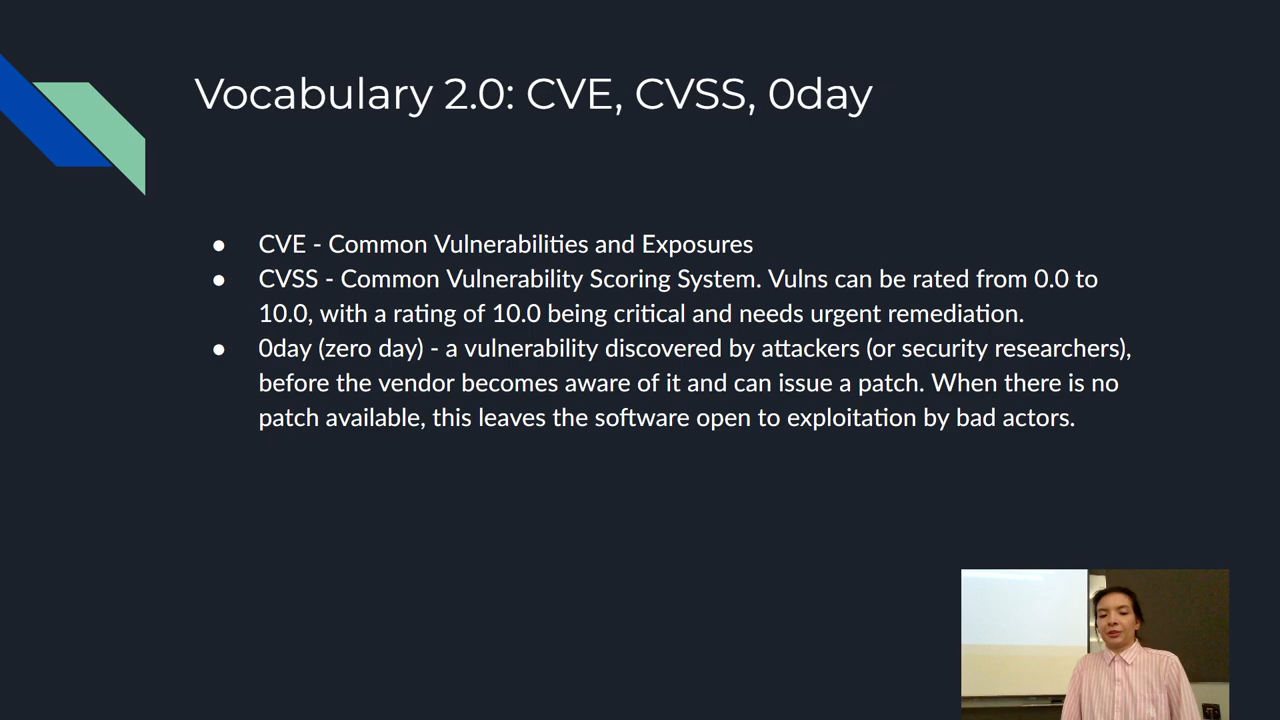 Vocabulary 2.0: CVE, CVSS, 0day
● CVE - Common Vulnerabilities and Exposures
● CVSS - Common Vulnerability Scoring System. Vulns can be rated from 0.0 to
10.0, with a rating of 10.0 being critical and needs urgent remediation.
● 0day (zero day) - a vulnerability discovered by attackers (or security researchers),
before the vendor becomes aware of it and can issue a patch. When there is no
patch available, this leaves the software open to exploitation by bad actors.